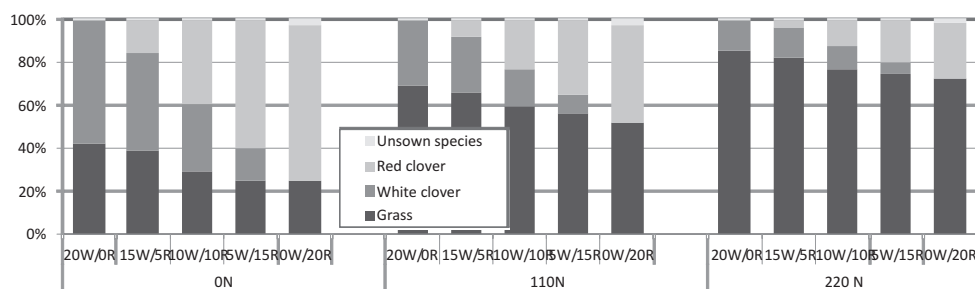 100%
80%
60%
40%
20%
0%
Unsown species
Red clover
White clover
Grass
20W/0R 15W/5R 10W/10R 5W/15R 0W/20R 20W/0R 15W/5R 10W/10R 5W/15R 0W/20R 20W/0R 15W/5R 10W/10R 5W/15R 0W/20R
0N 110N 220 N